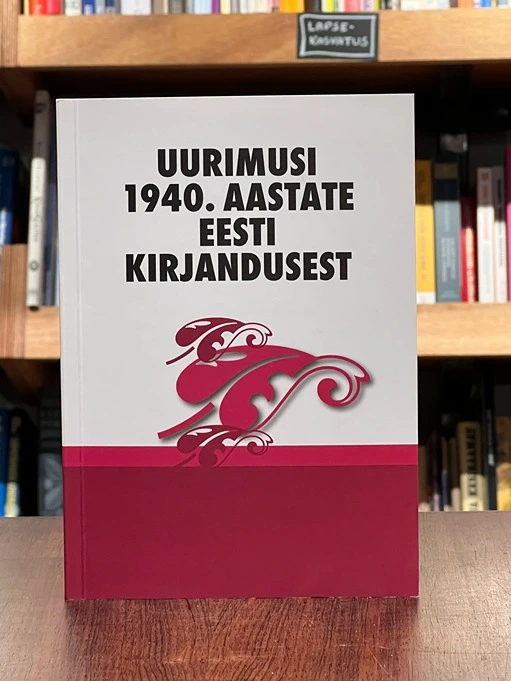 LAPSE-
KASVATUS
UURIMUSI
1940. AASTATE
EESTI
KIRJANDUSEST